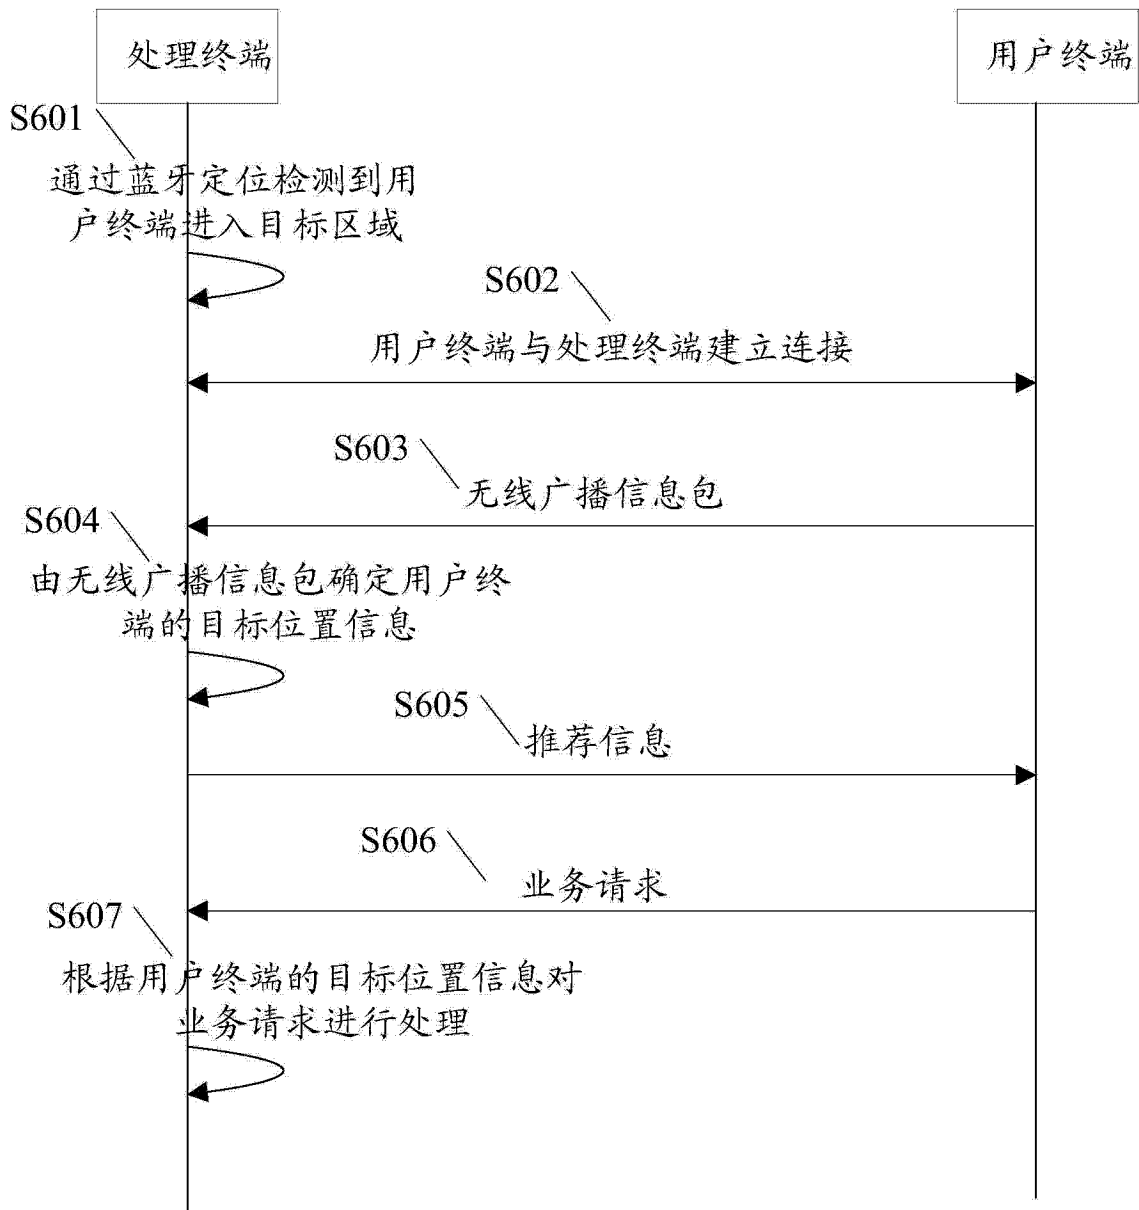 处理终端
用户终端
S601
通过蓝牙定位检测到用
户终端进入目标区域
S602
用户终端与处理终端建立连接
S603
无线广播信息包
S604
由无线广播信息包确定用户终
端的目标位置信息
S605
推荐信息
S606
业务请求
S607
根据用户终端的目标位置信息对
业务请求进行处理